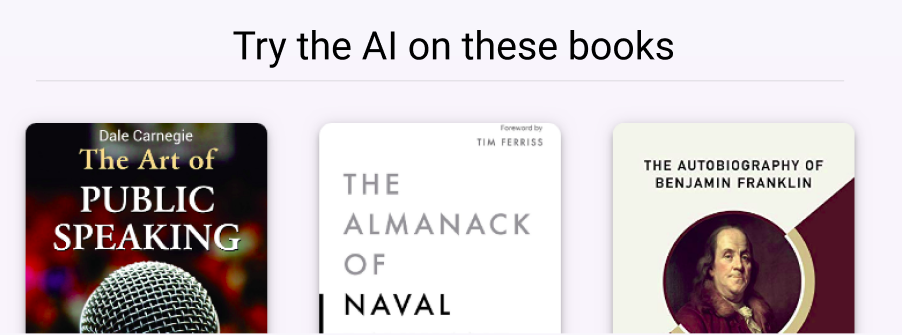 Try the AI on these books
Dale Carnegie
The Art of
PUBLIC
SPEAKING
Foreword by
TIM FERRISS
THE
ALMANACK
OF
NAVAL
THE AUTOBIOGRAPHY OF
BENJAMIN FRANKLIN